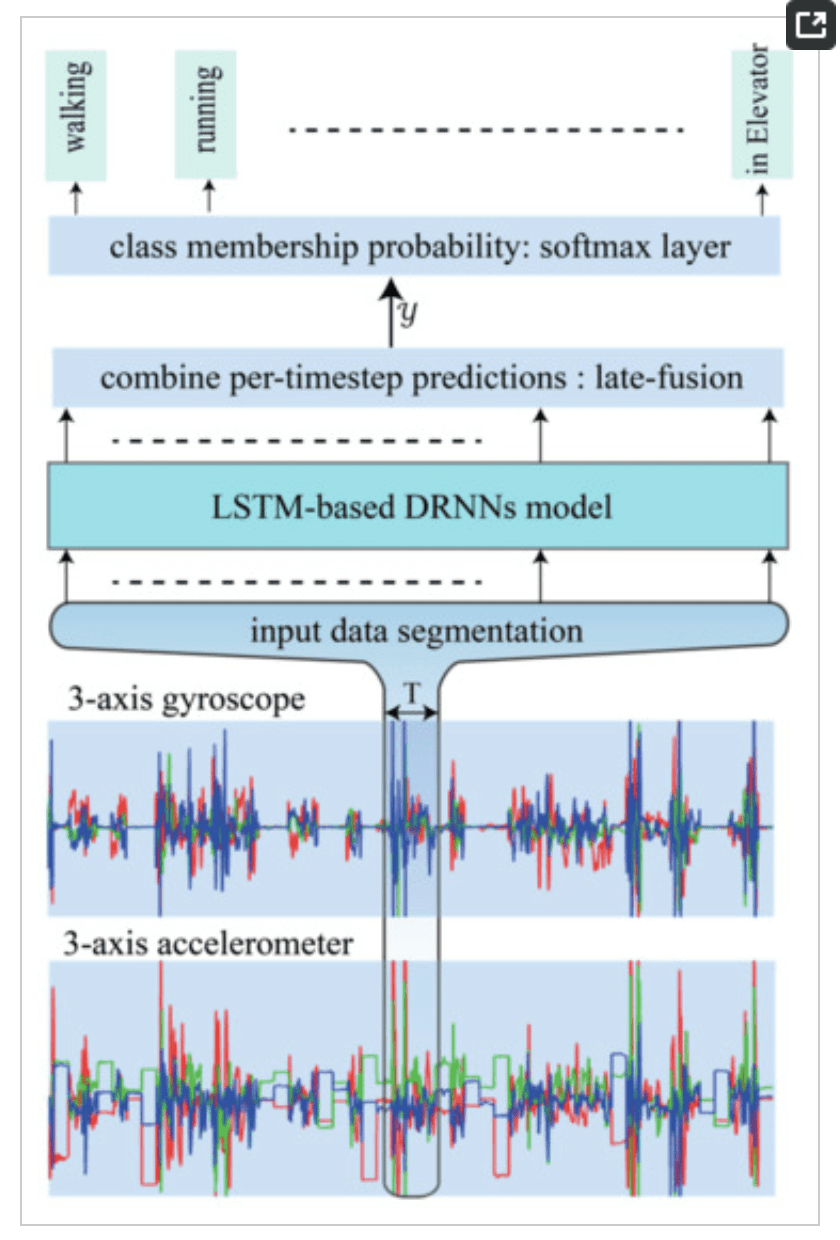 walking
running
in Elevator
class membership probability: softmax layer
y
combine per-timestep predictions : late-fusion
LSTM-based DRNNs model
input data segmentation
T
3-axis gyroscope
3-axis accelerometer